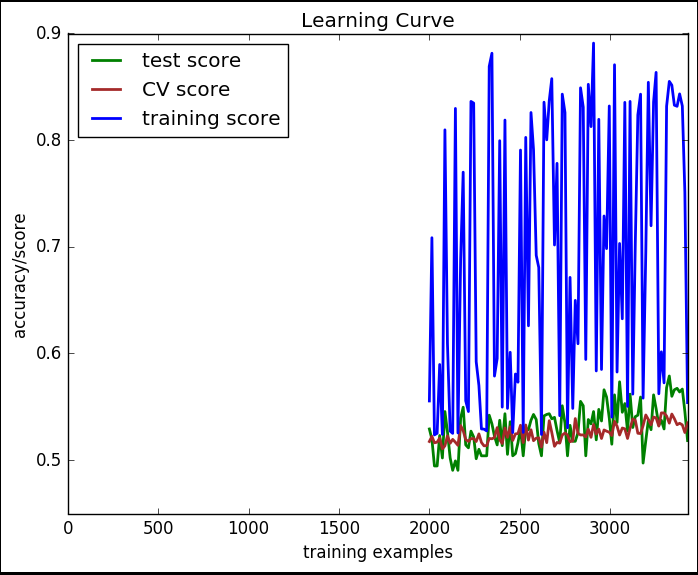 Learning Curve
test score
CV score
training score
accuracy/score
0.9
0.8
0.7
0.6
0.5
0 500 1000 1500 2000 2500 3000
training examples